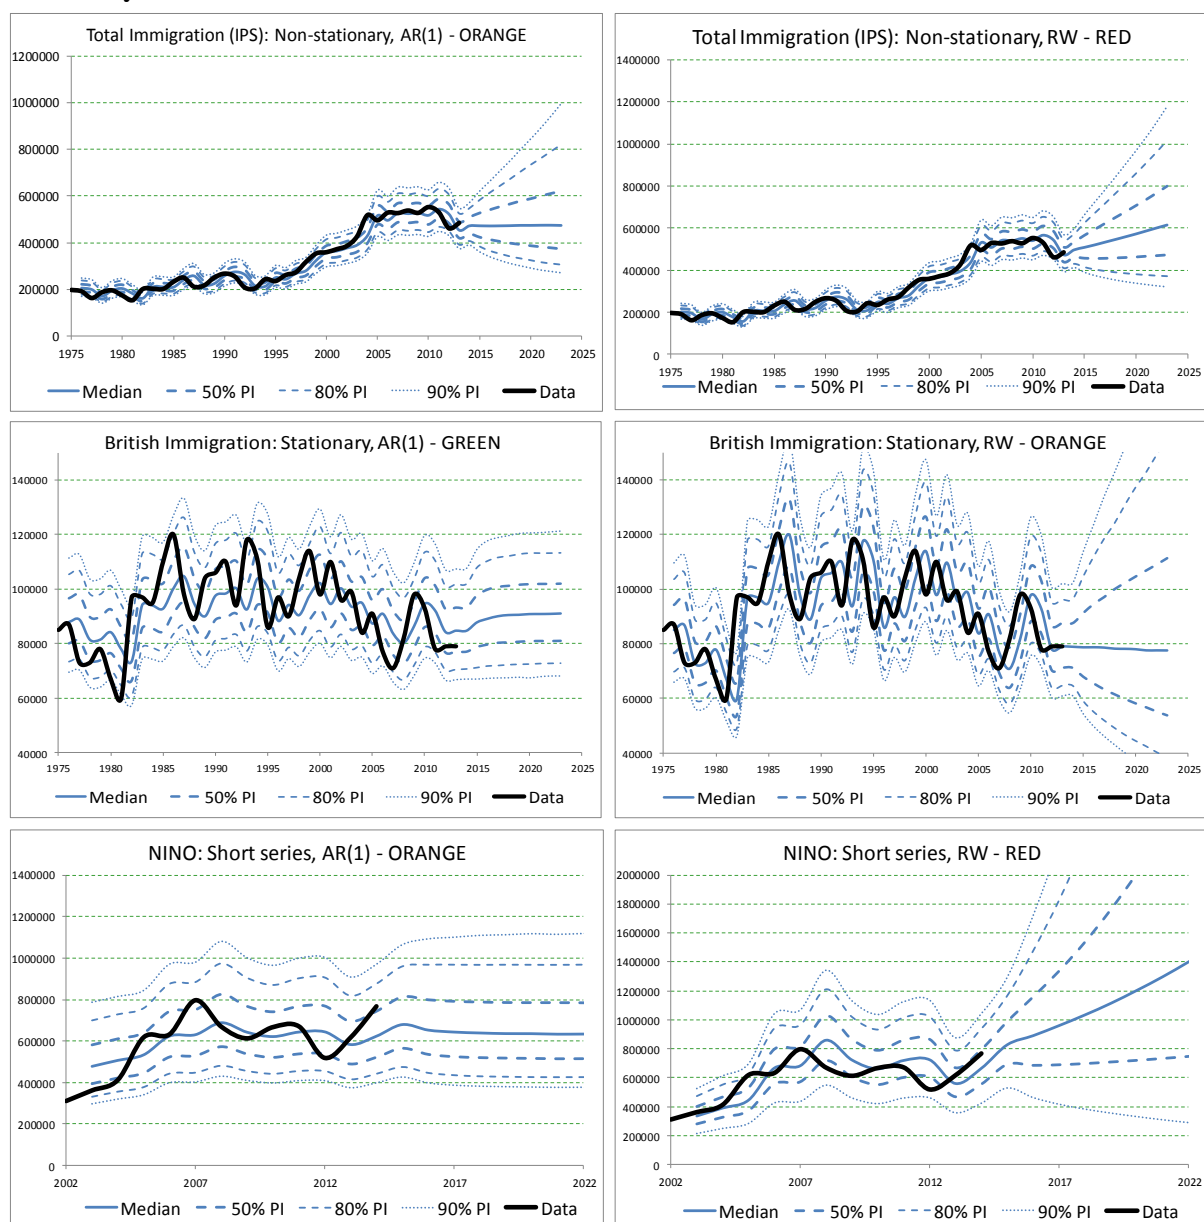 Total Immigration (IPS): Non-stationary, AR(1) - ORANGE
1200000
1000000
800000
600000
400000
200000
0
1975 1980 1985 1990 1995 2000 2005 2010 2015 2020 2025
Median 50% PI 80% PI 90% PI Data
Total Immigration (IPS): Non-stationary, RW - RED
1400000
1200000
1000000
800000
600000
400000
200000
0
1975 1980 1985 1990 1995 2000 2005 2010 2015 2020 2025
Median 50% PI 80% PI 90% PI Data
British Immigration: Stationary, AR(1) - GREEN
140000
120000
100000
80000
60000
40000
1975 1980 1985 1990 1995 2000 2005 2010 2015 2020 2025
Median 50% PI 80% PI 90% PI Data
British Immigration: Stationary, RW - ORANGE
140000
120000
100000
80000
60000
40000
1975 1980 1985 1990 1995 2000 2005 2010 2015 2020 2025
Median 50% PI 80% PI 90% PI Data
NINO: Short series, AR(1) - ORANGE
1400000
1200000
1000000
800000
600000
400000
200000
0
2002 2007 2012 2017 2022
Median 50% PI 80% PI 90% PI Data
NINO: Short series, RW - RED
2000000
1800000
1600000
1400000
1200000
1000000
800000
600000
400000
200000
0
2002 2007 2012 2017 2022
Median 50% PI 80% PI 90% PI Data